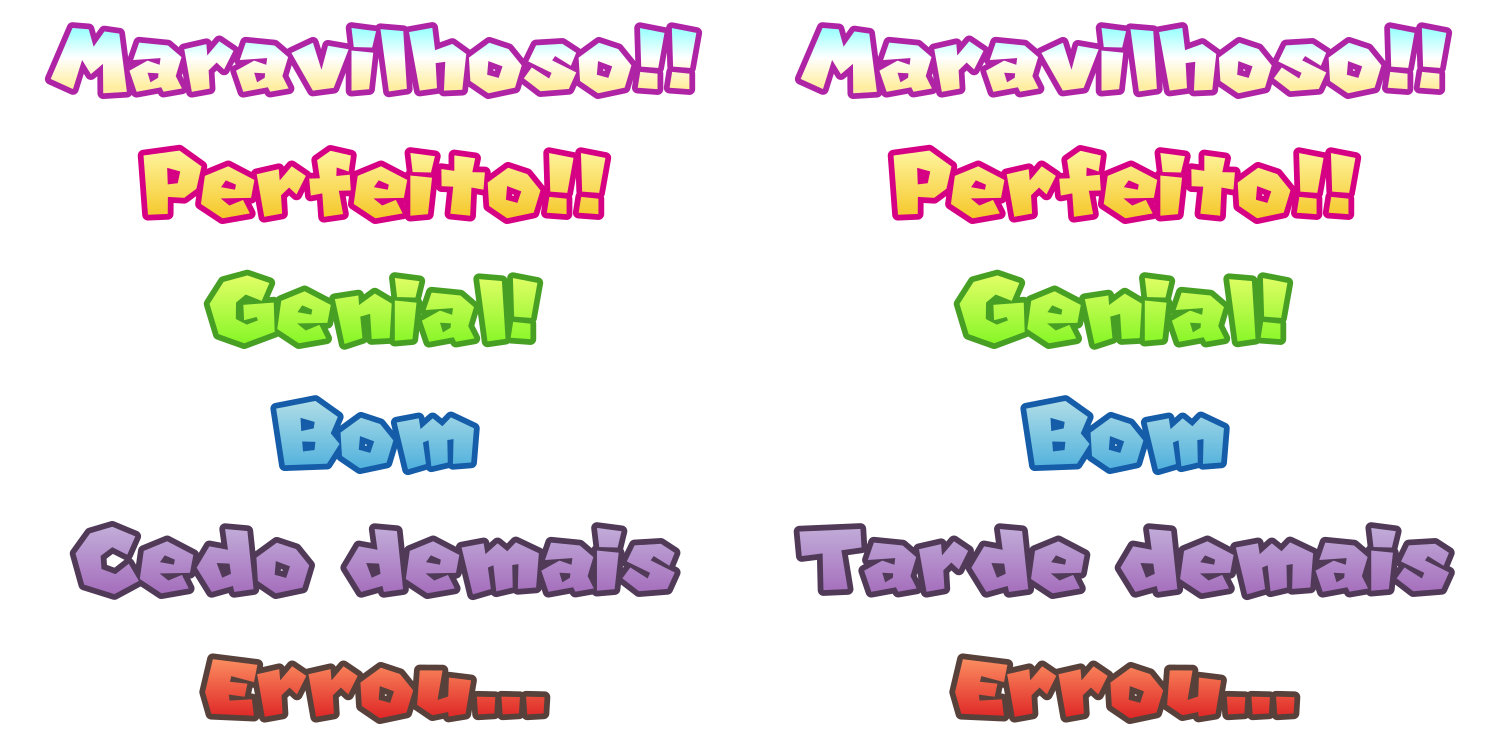 Maravilhoso!! Maravilhoso!!
Perfeito!! Perfeito!!
Genial! Genial!
Bom Bom
Cedo demais Tarde demais
Errou... Errou...